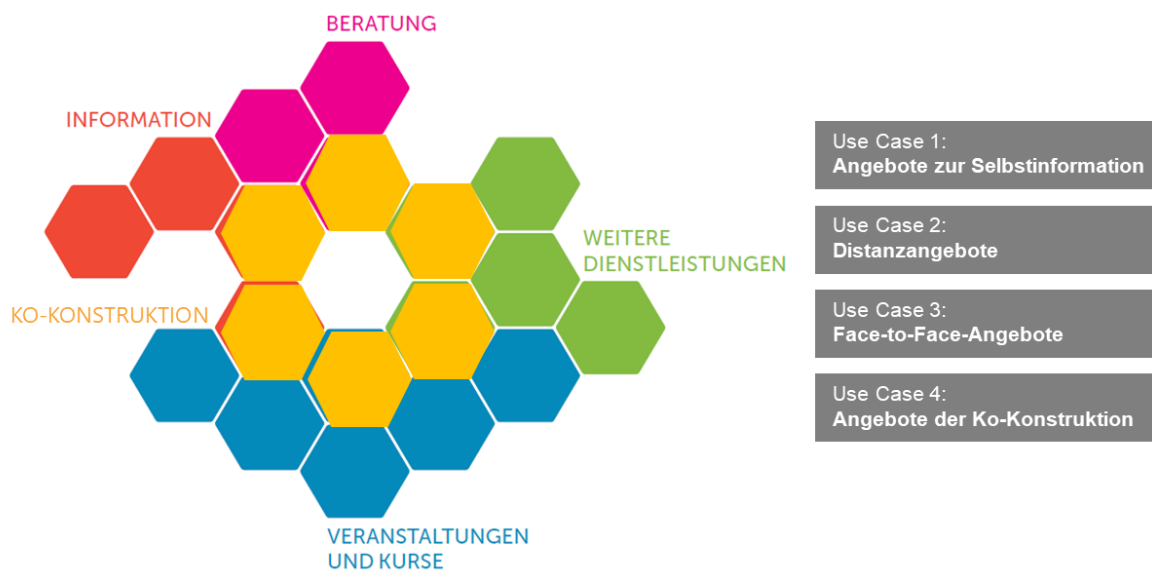 BERATUNG
INFORMATION
WEITERE
DIENSTLEISTUNGEN
KO-KONSTRUKTION
VERANSTALTUNGEN
UND KURSE
Use Case 1:
Angebote zur Selbstinformation
Use Case 2:
Distanzangebote
Use Case 3:
Face-to-Face-Angebote
Use Case 4:
Angebote der Ko-Konstruktion